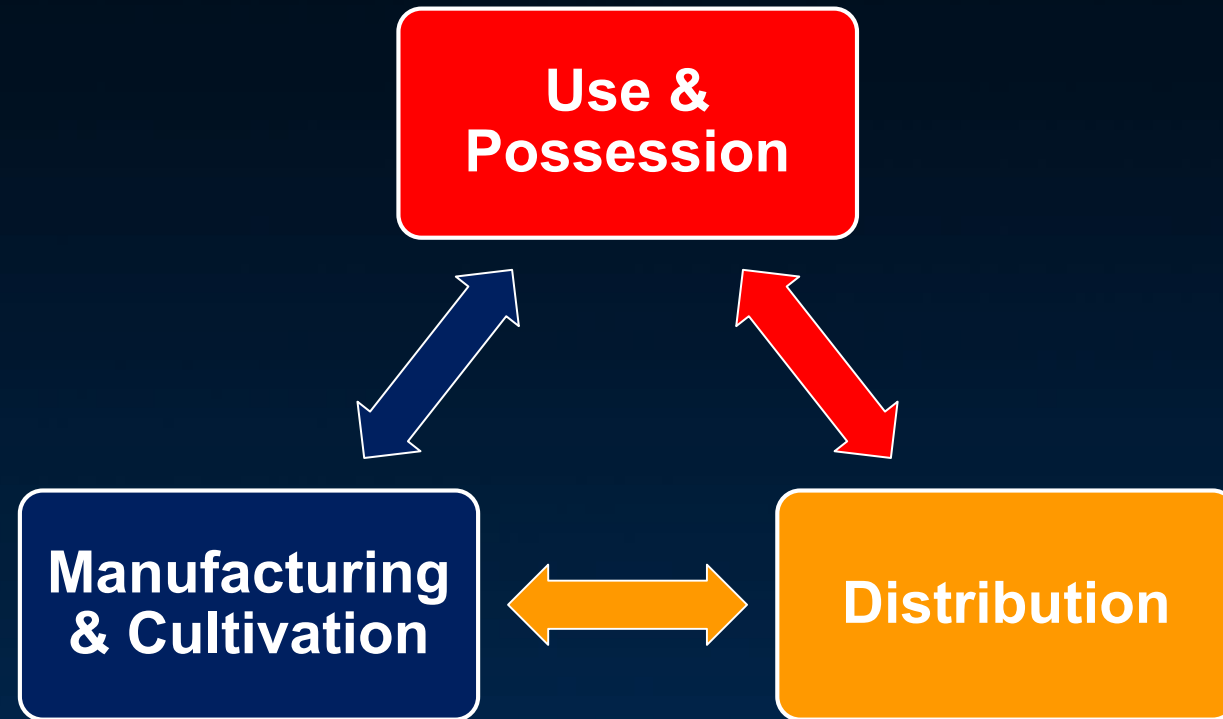 Use &
Possession
Manufacturing
& Cultivation
Distribution